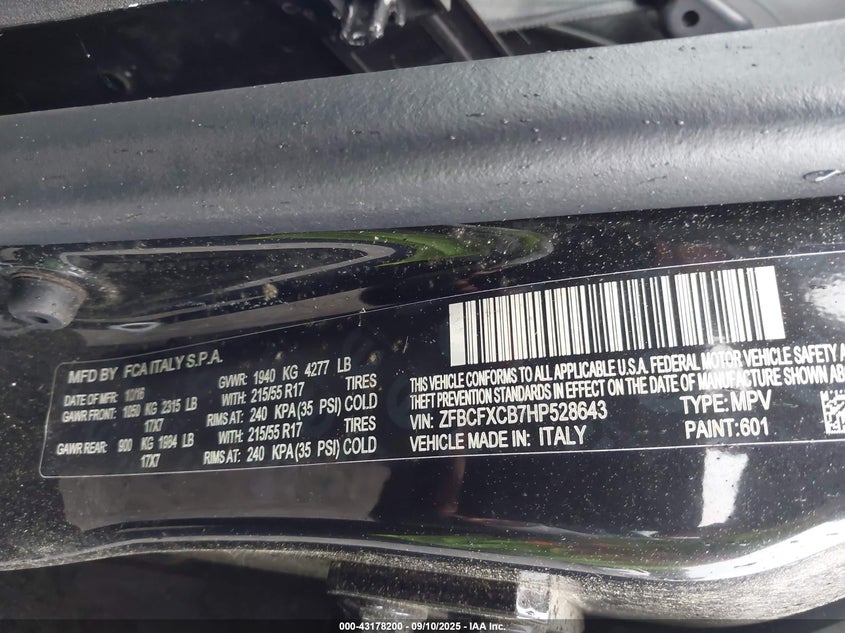 MFD BY FCA ITALY S.P.A.
DATE OF MFR: GVWR: 1940 KG 4277 LB
GAWR FRONT: 1050 KG 2315 LB WITH: 215/55 R17 TIRES
17X7 RIMS AT: 240 KPA (35 PSI) COLD
GAWR REAR: 900 KG 1984 LB WITH: 215/55 R17 TIRES
17X7 RIMS AT: 240 KPA (35 PSI) COLD
THIS VEHICLE CONFORMS TO ALL APPLICABLE U.S.A. FEDERAL MOTOR VEHICLE SAFETY A
THEFT PREVENTION STANDARDS IN EFFECT ON THE DATE OF MANUFACTURE SHOWN ABO
VIN: ZFBCFXCB7HP528643 TYPE: MPV
VEHICLE MADE IN: ITALY PAINT: 601
000-43178200 - 09/10/2025 - IAAI.com